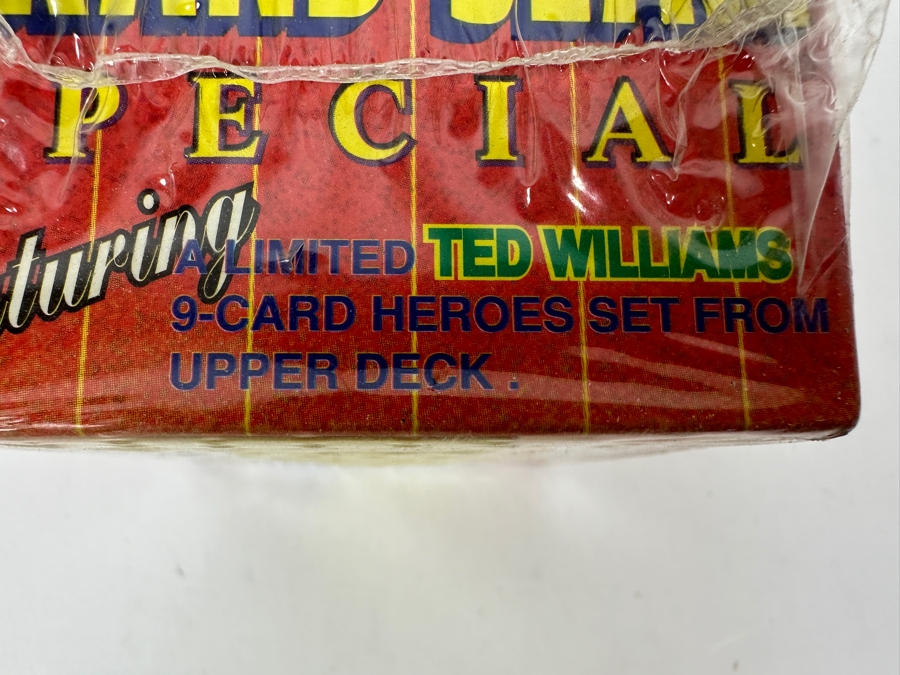 PECIAL
turing
A LIMITED TED WILLIAMS
9-CARD HEROES SET FROM
UPPER DECK .